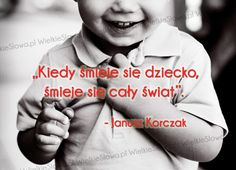 „Kiedy śmieje się dziecko,
śmieje się cały świat".
- Janusz Korczak